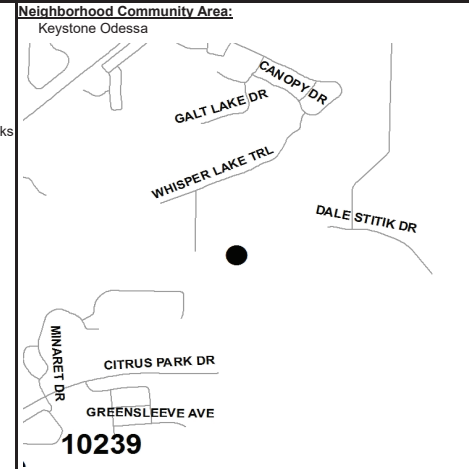 Neighborhood Community Area:
Keystone Odessa
CANOPY DR
GALT LAKE DR
ks
WHISPER LAKE TRL
DALE STITIK DR
MINARET DR
CITRUS PARK DR
GREENSLEEVE AVE
10239